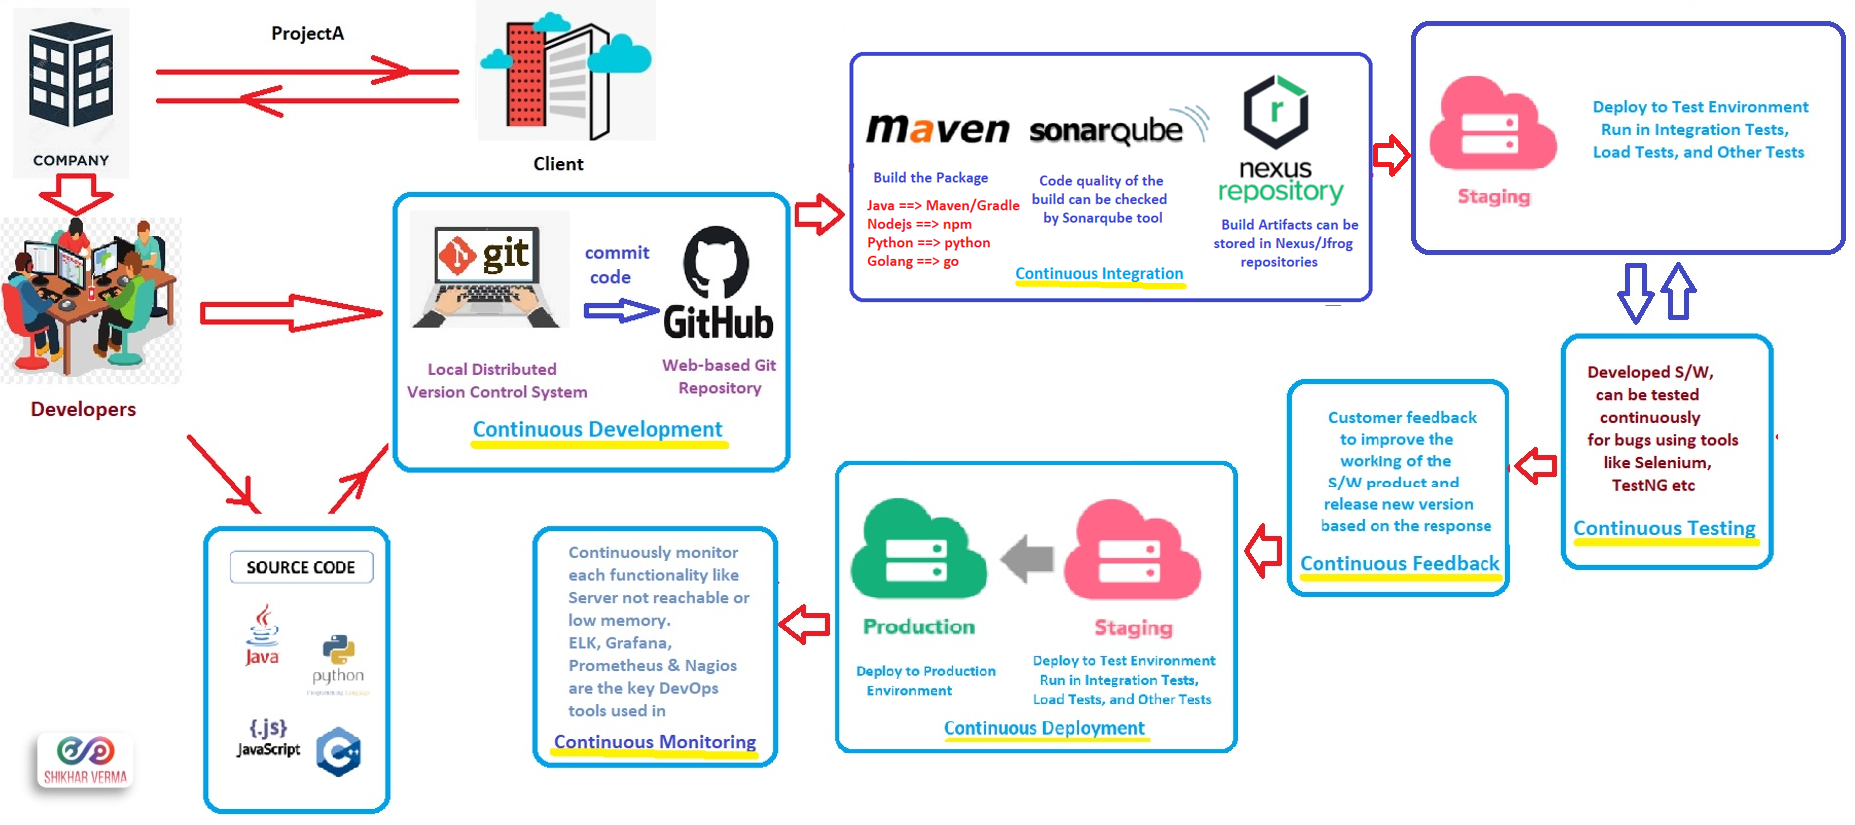 COMPANY
ProjectA
Client
Developers
git
commit
code
GitHub
Local Distributed
Version Control System
Web-based Git
Repository
Continuous Development
SOURCE CODE
Java
python
{.js}
JavaScript
C++
SHIKHAR VERMA
maven
Build the Package
Java ==> Maven/Gradle
Nodejs ==> npm
Python ==> python
Golang ==> go
sonarqube
Code quality of the
build can be checked
by Sonarqube tool
r
nexus
repository
Build Artifacts can be
stored in Nexus/Jfrog
repositories
Continuous Integration
Staging
Deploy to Test Environment
Run in Integration Tests,
Load Tests, and Other Tests
Developed S/W,
can be tested
continuously
for bugs using tools
like Selenium,
TestNG etc
Continuous Testing
Customer feedback
to improve the
working of the
S/W product and
release new version
based on the response
Continuous Feedback
Production
Deploy to Production
Environment
Staging
Deploy to Test Environment
Run in Integration Tests,
Load Tests, and Other Tests
Continuous Deployment
Continuously monitor
each functionality like
Server not reachable or
low memory.
ELK, Grafana,
Prometheus & Nagios
are the key DevOps
tools used in
Continuous Monitoring